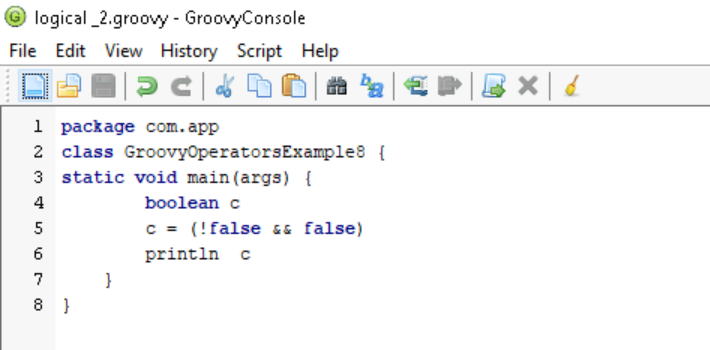 logical _2.groovy - GroovyConsole
File Edit View History Script Help
1 package com.app
2 class GroovyOperatorsExample8 {
3 static void main(args) {
4         boolean c
5         c = (!false && false)
6         println  c
7     }
8 }